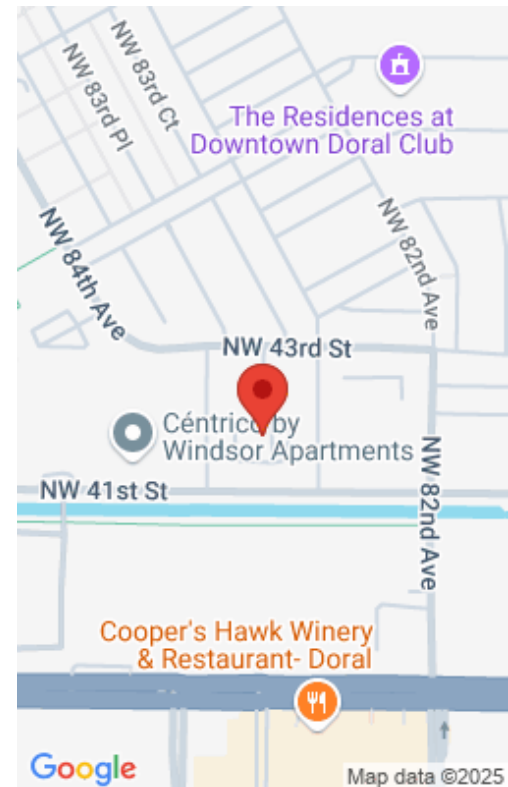 NW 83rd Ct
NW 83rd Pl
The Residences at
Downtown Doral Club
NW 82nd Ave
NW 84th Ave
NW 43rd St
Céntrico by
Windsor Apartments
NW 41st St
NW 82nd Ave
Cooper's Hawk Winery
& Restaurant- Doral
Google
Map data ©2025